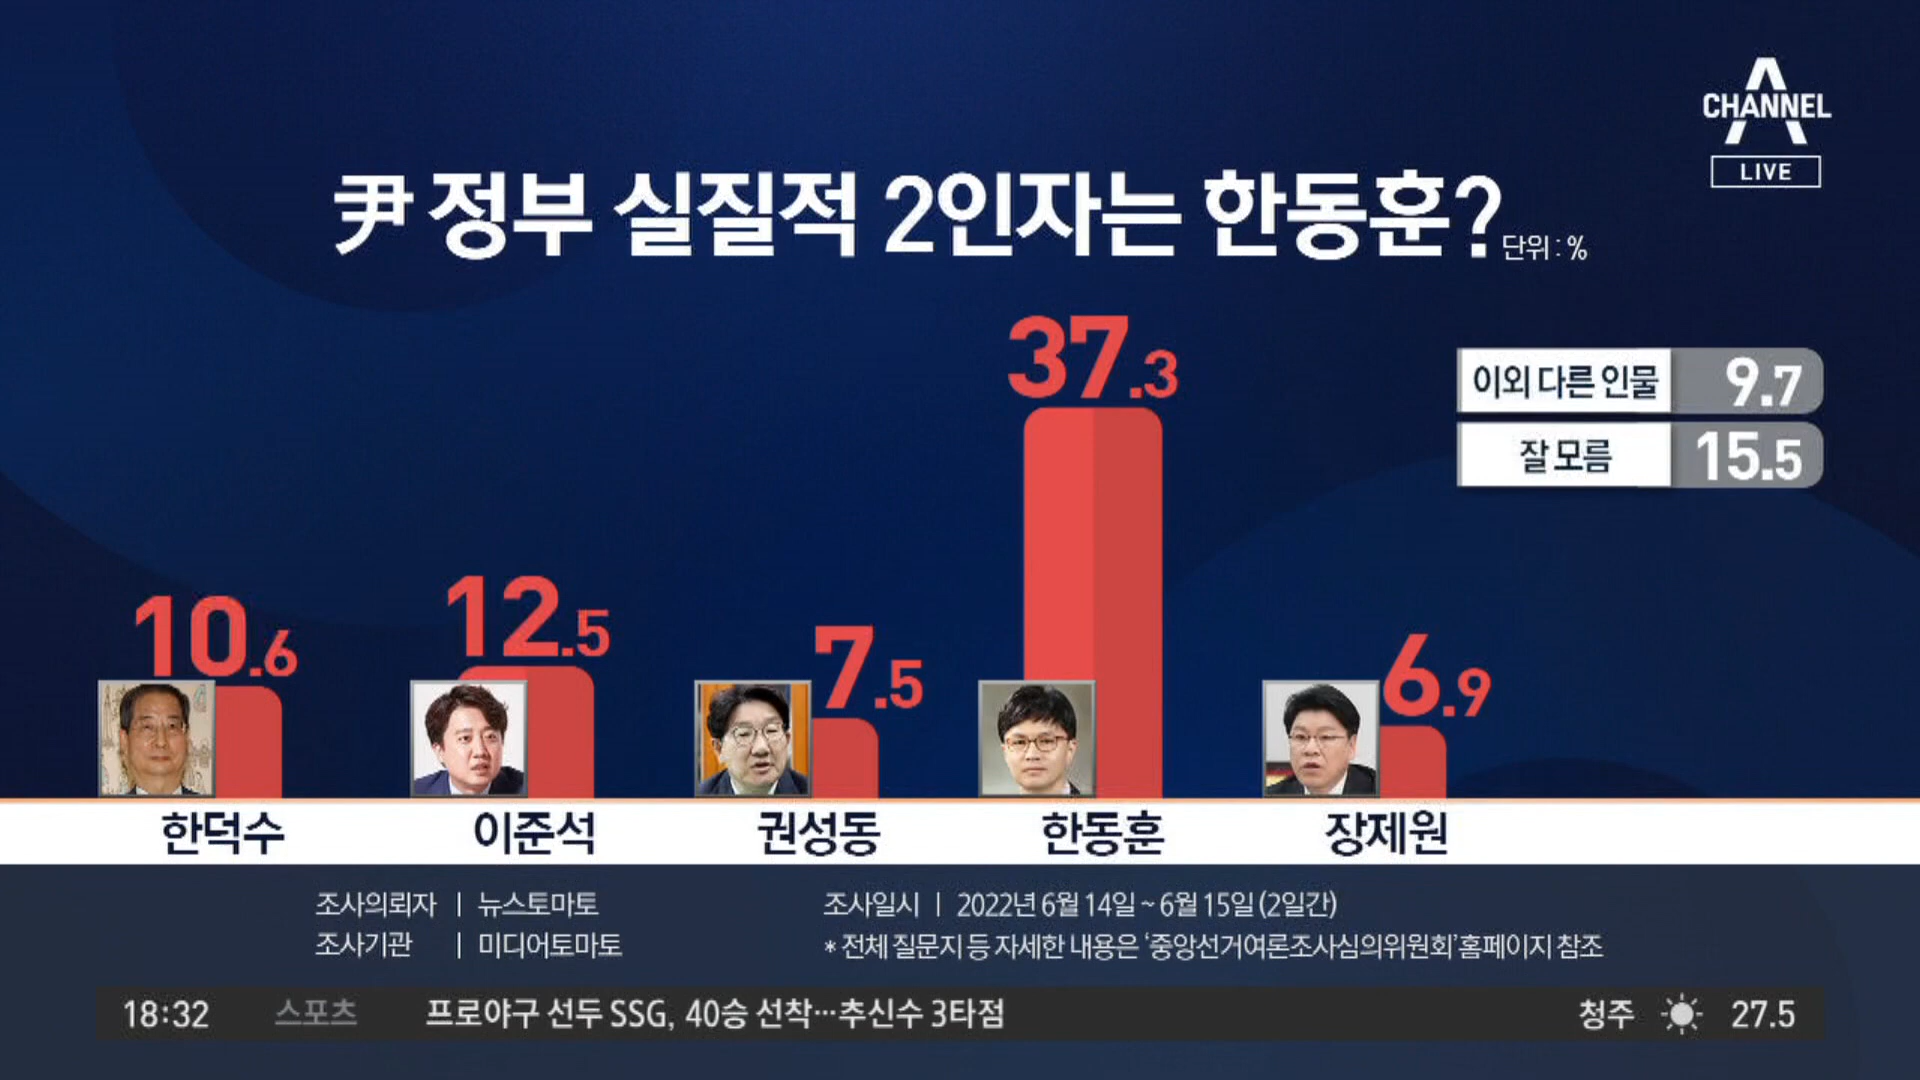 CHANNEL A
LIVE
尹 정부 실질적 2인자는 한동훈?
단위 : %
37.3
이외 다른 인물 9.7
잘 모름 15.5
10.6
12.5
7.5
6.9
한덕수 이준석 권성동 한동훈 장제원
조사의뢰자 | 뉴스토마토
조사기관 | 미디어토마토
조사일시 | 2022년 6월 14일 ~ 6월 15일 (2일간)
* 전체 질문지 등 자세한 내용은 '중앙선거여론조사심의위원회' 홈페이지 참조
18:32 스포츠 프로야구 선두 SSG, 40승 선착…추신수 3타점 청주 27.5